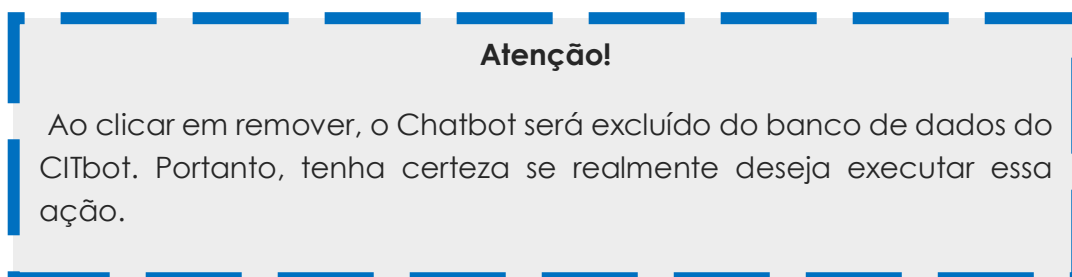 Atenção!
Ao clicar em remover, o Chatbot será excluído do banco de dados do
CITbot. Portanto, tenha certeza se realmente deseja executar essa
ação.